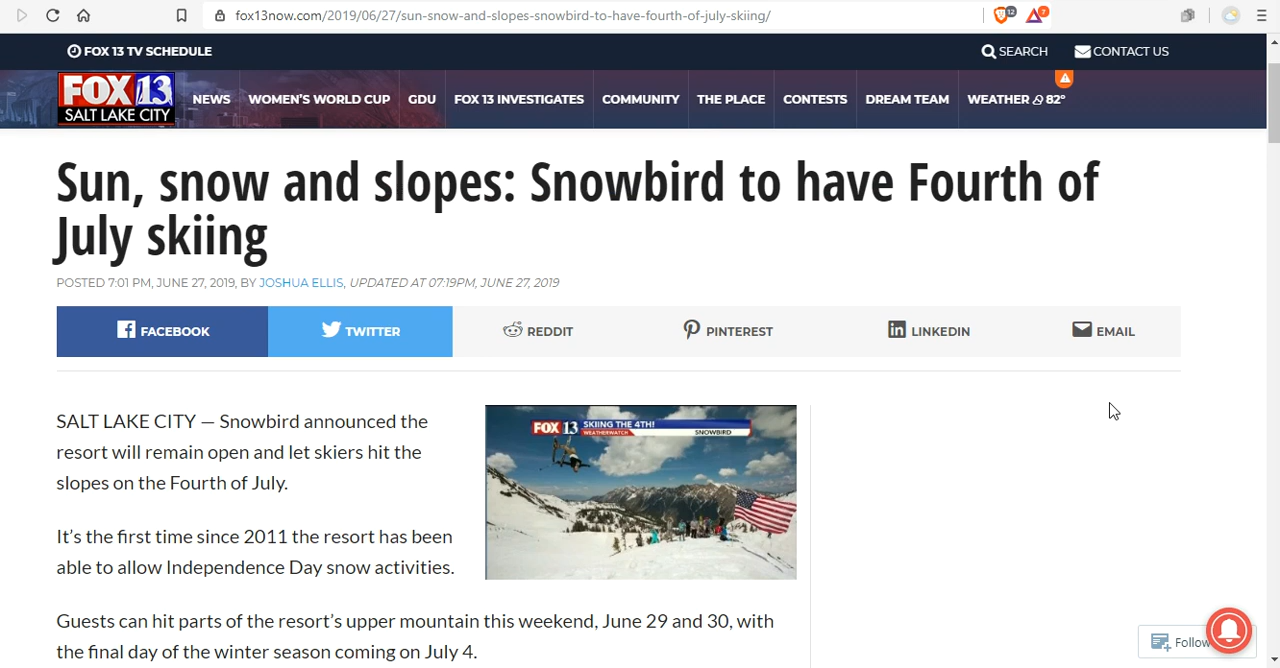 fox13now.com/2019/06/27/sun-snow-and-slopes-snowbird-to-have-fourth-of-july-skiing/
12
7
FOX 13 TV SCHEDULE
SEARCH
CONTACT US
FOX 13
SALT LAKE CITY
NEWS
WOMEN'S WORLD CUP
GDU
FOX 13 INVESTIGATES
COMMUNITY
THE PLACE
CONTESTS
DREAM TEAM
WEATHER 82°
Sun, snow and slopes: Snowbird to have Fourth of
July skiing
POSTED 7:01 PM, JUNE 27, 2019, BY JOSHUA ELLIS, UPDATED AT 07:19PM, JUNE 27, 2019
FACEBOOK
TWITTER
REDDIT
PINTEREST
LINKEDIN
EMAIL
SALT LAKE CITY — Snowbird announced the
resort will remain open and let skiers hit the
slopes on the Fourth of July.
FOX 13
SKIING THE 4TH!
WEATHERWATCH
SNOWBIRD
It's the first time since 2011 the resort has been
able to allow Independence Day snow activities.
Guests can hit parts of the resort's upper mountain this weekend, June 29 and 30, with
the final day of the winter season coming on July 4.
Follow